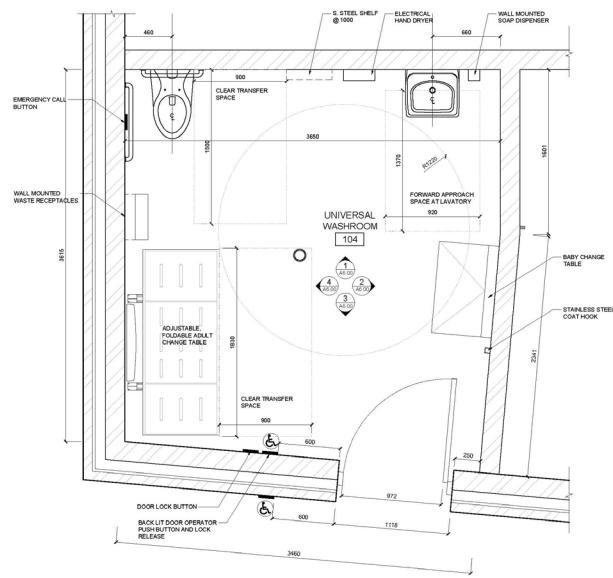 460
S. STEEL SHELF
@ 1000
ELECTRICAL
HAND DRYER
660
WALL MOUNTED
SOAP DISPENSER
900
CLEAR TRANSFER
SPACE
EMERGENCY CALL
BUTTON
3650
1500
1370
R1220
1601
WALL MOUNTED
WASTE RECEPTACLES
FORWARD APPROACH
SPACE AT LAVATORY
920
UNIVERSAL
WASHROOM
104
3615
1
A6.00
4
A6.00
2
A6.00
3
A6.00
BABY CHANGE
TABLE
STAINLESS STEEL
COAT HOOK
ADJUSTABLE,
FOLDABLE ADULT
CHANGE TABLE
1830
2341
CLEAR TRANSFER
SPACE
900
600
250
DOOR LOCK BUTTON
BACK LIT DOOR OPERATOR
PUSH BUTTON AND LOCK
RELEASE
972
600
1118
3460